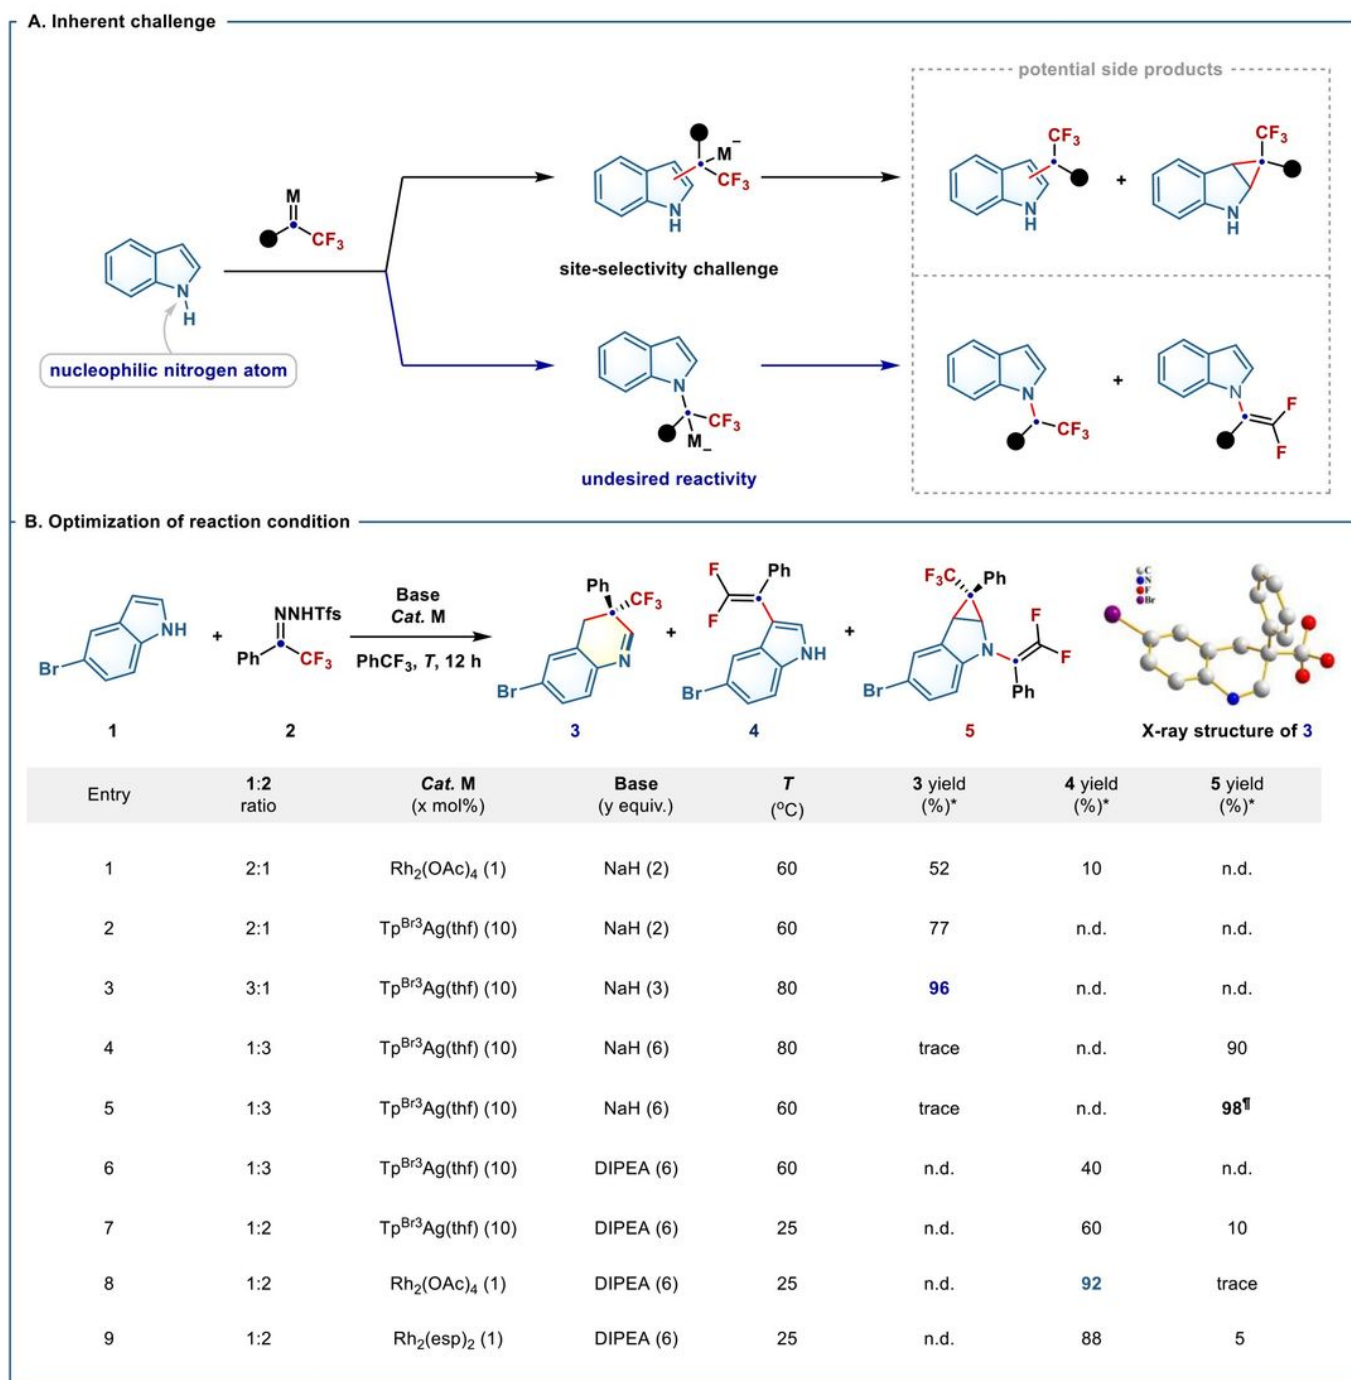 A. Inherent challenge
potential side products
M
CF3
N
H
nucleophilic nitrogen atom
M−
CF3
N
H
site-selectivity challenge
CF3
N
H
+
CF3
N
H
N
CF3
M−
undesired reactivity
N
CF3
+
N
F
F
B. Optimization of reaction condition
Br
NH
+
NNHTfs
Ph
CF3
Base
Cat. M
PhCF3, T, 12 h
Ph
CF3
N
Br
+
F
F
Ph
NH
Br
+
F3C
Ph
N
F
F
Ph
Br
C
N
F
Br
1
2
3
4
5
X-ray structure of 3
Entry 1:2 ratio Cat. M (x mol%) Base (y equiv.) T (oC) 3 yield (%)* 4 yield (%)* 5 yield (%)*
1 2:1 Rh2(OAc)4 (1) NaH (2) 60 52 10 n.d.
2 2:1 TpBr3Ag(thf) (10) NaH (2) 60 77 n.d. n.d.
3 3:1 TpBr3Ag(thf) (10) NaH (3) 80 96 n.d. n.d.
4 1:3 TpBr3Ag(thf) (10) NaH (6) 80 trace n.d. 90
5 1:3 TpBr3Ag(thf) (10) NaH (6) 60 trace n.d. 98¶
6 1:3 TpBr3Ag(thf) (10) DIPEA (6) 60 n.d. 40 n.d.
7 1:2 TpBr3Ag(thf) (10) DIPEA (6) 25 n.d. 60 10
8 1:2 Rh2(OAc)4 (1) DIPEA (6) 25 n.d. 92 trace
9 1:2 Rh2(esp)2 (1) DIPEA (6) 25 n.d. 88 5